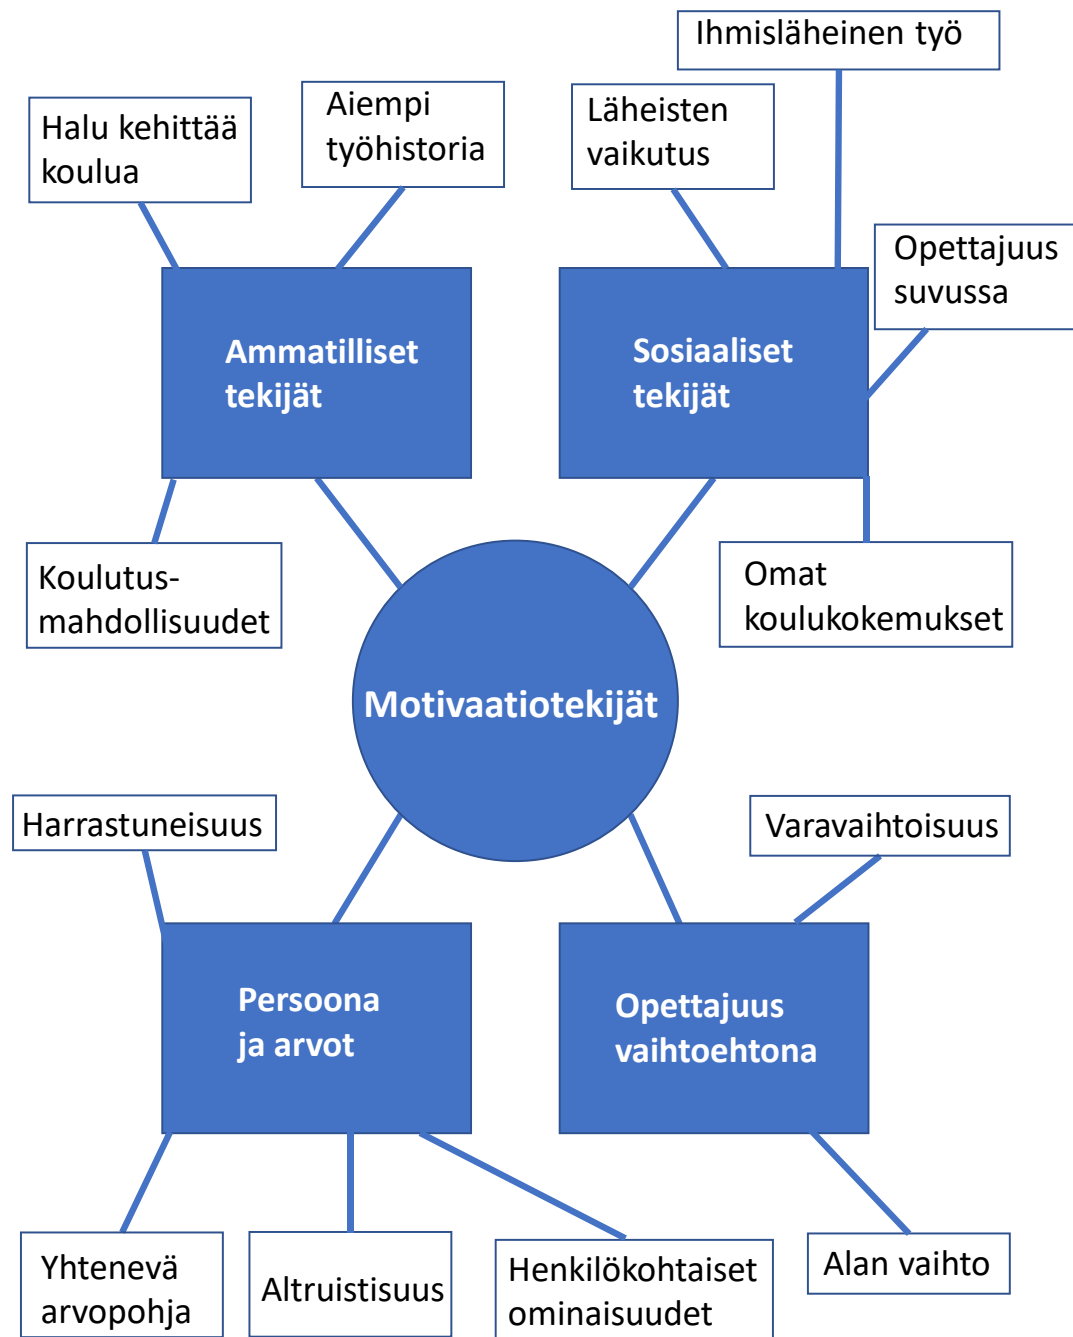 Ihmisläheinen työ
Halu kehittää
koulua
Aiempi
työhistoria
Läheisten
vaikutus
Opettajuus
suvussa
Ammatilliset
tekijät
Sosiaaliset
tekijät
Koulutus-
mahdollisuudet
Omat
koulukokemukset
Motivaatiotekijät
Harrastuneisuus
Varavaihtoisuus
Persoona
ja arvot
Opettajuus
vaihtoehtona
Yhtenevä
arvopohja
Altruistisuus
Henkilökohtaiset
ominaisuudet
Alan vaihto